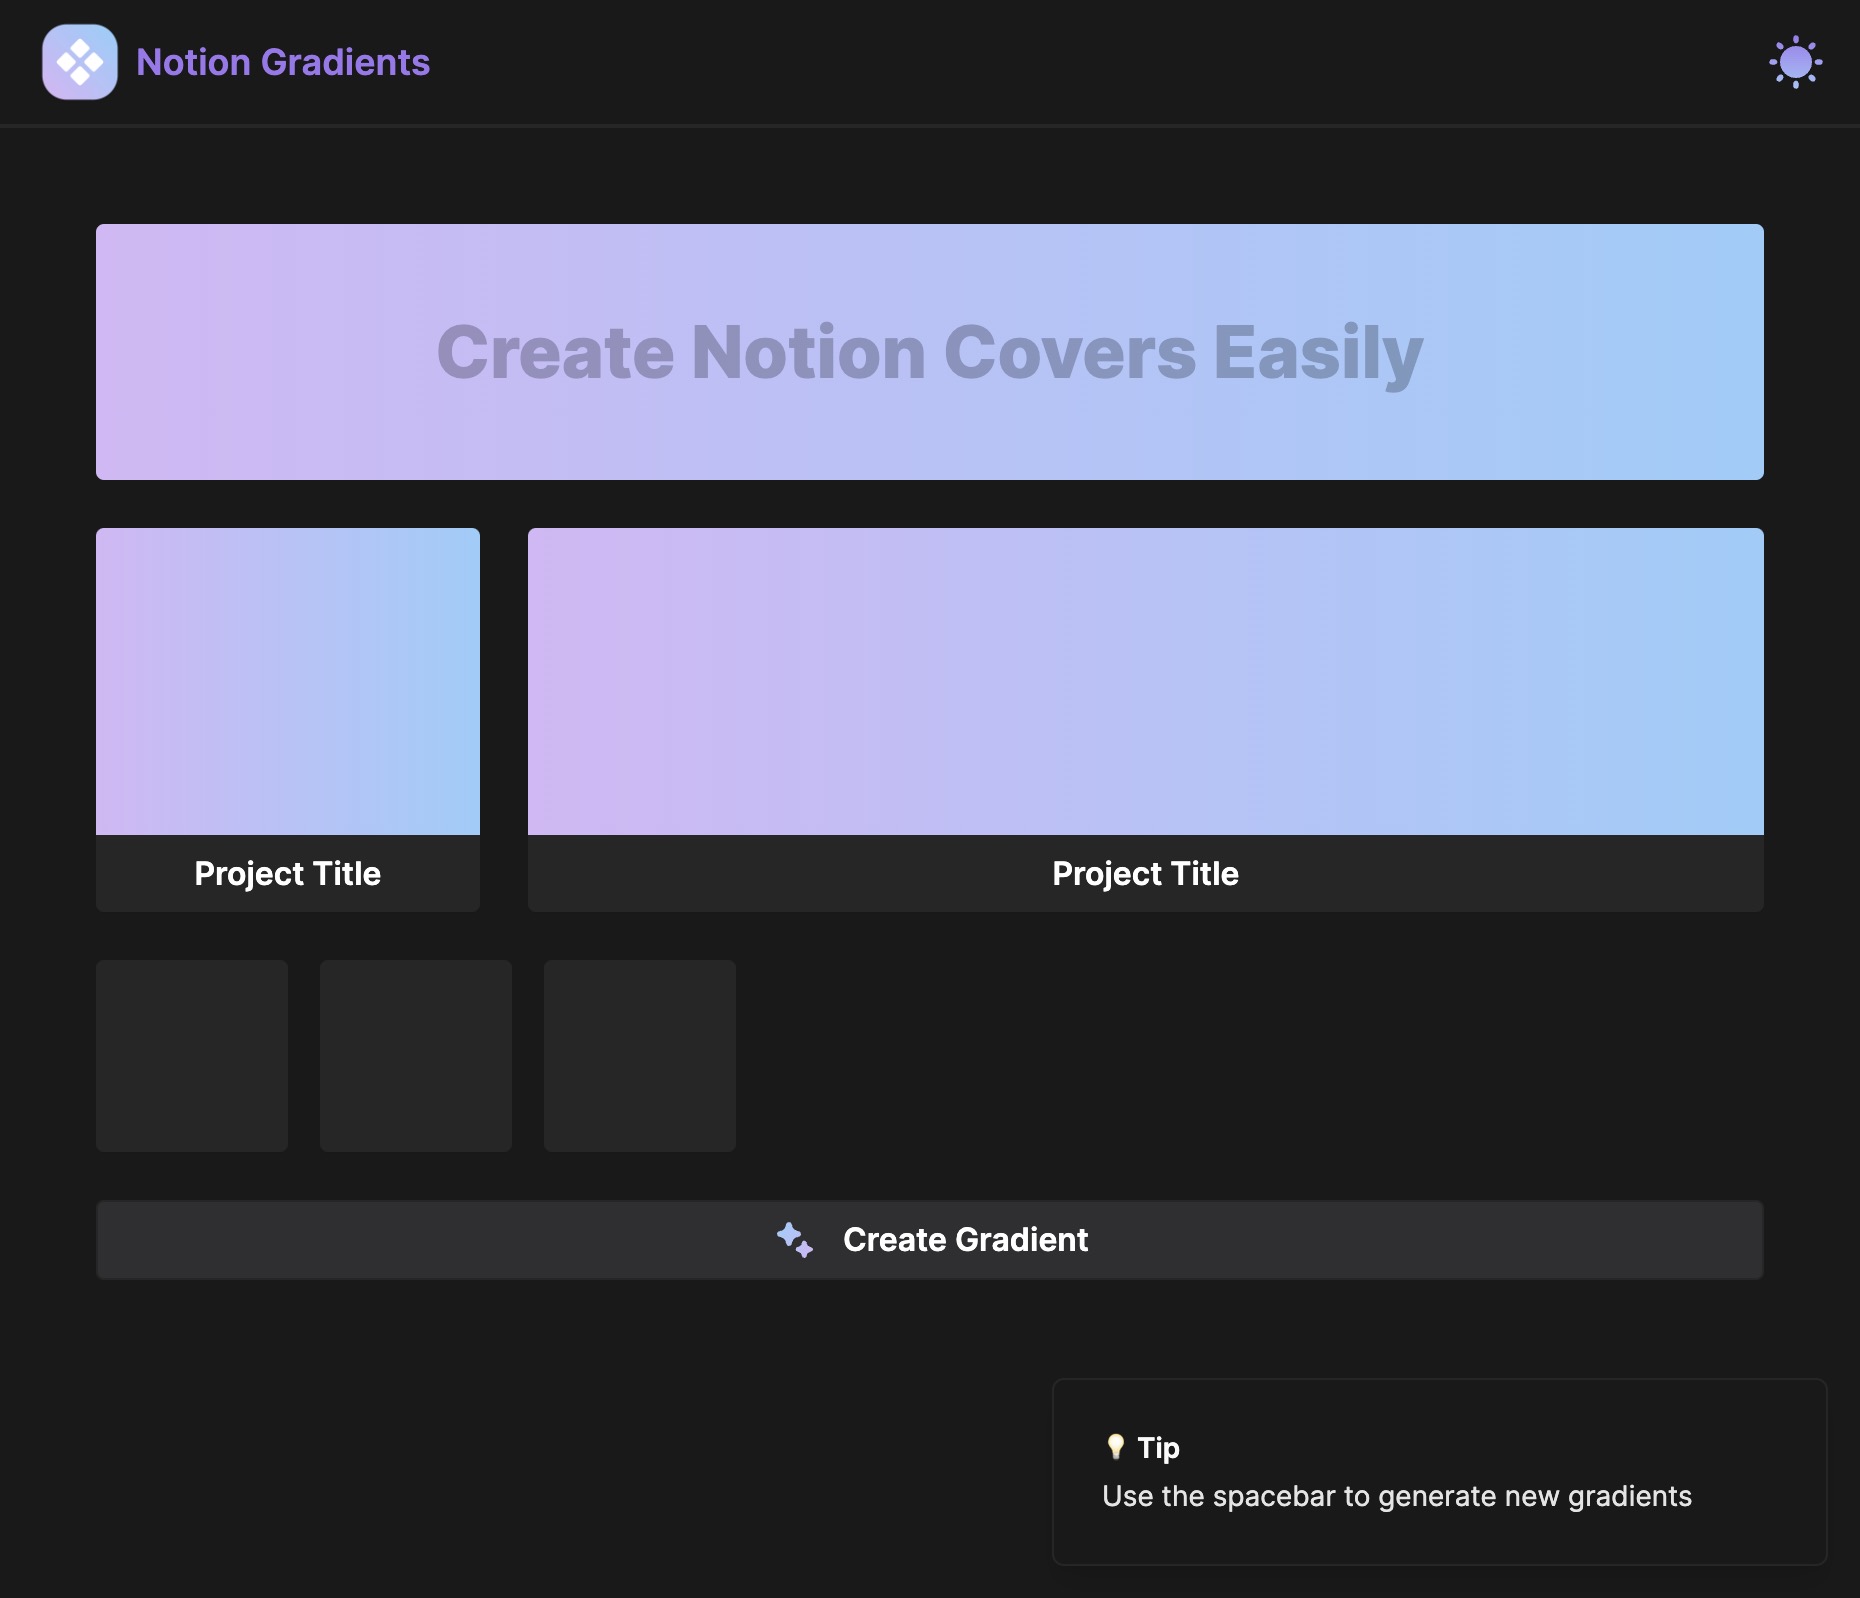 Notion Gradients
Create Notion Covers Easily
Project Title
Project Title
Create Gradient
💡 Tip
Use the spacebar to generate new gradients